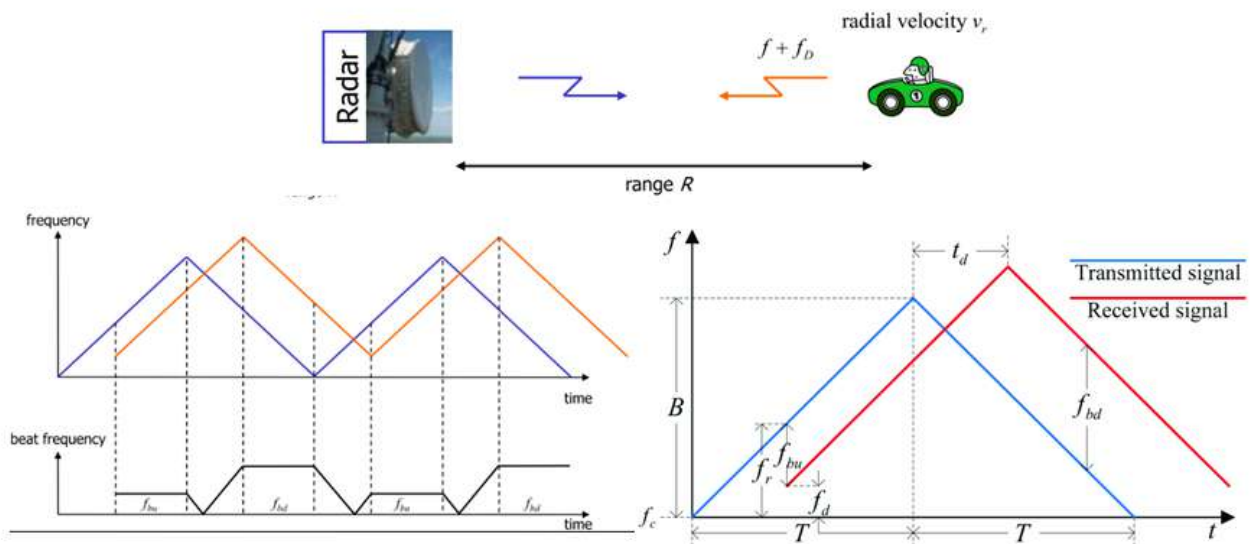 radial velocity v_r
Radar
f + f_D
range R
frequency
time
beat frequency
f_bu
f_bd
f_bu
f_bd
time
f
t_d
Transmitted signal
Received signal
B
f_r
f_bu
f_bd
f_d
f_c
T
T
t
1